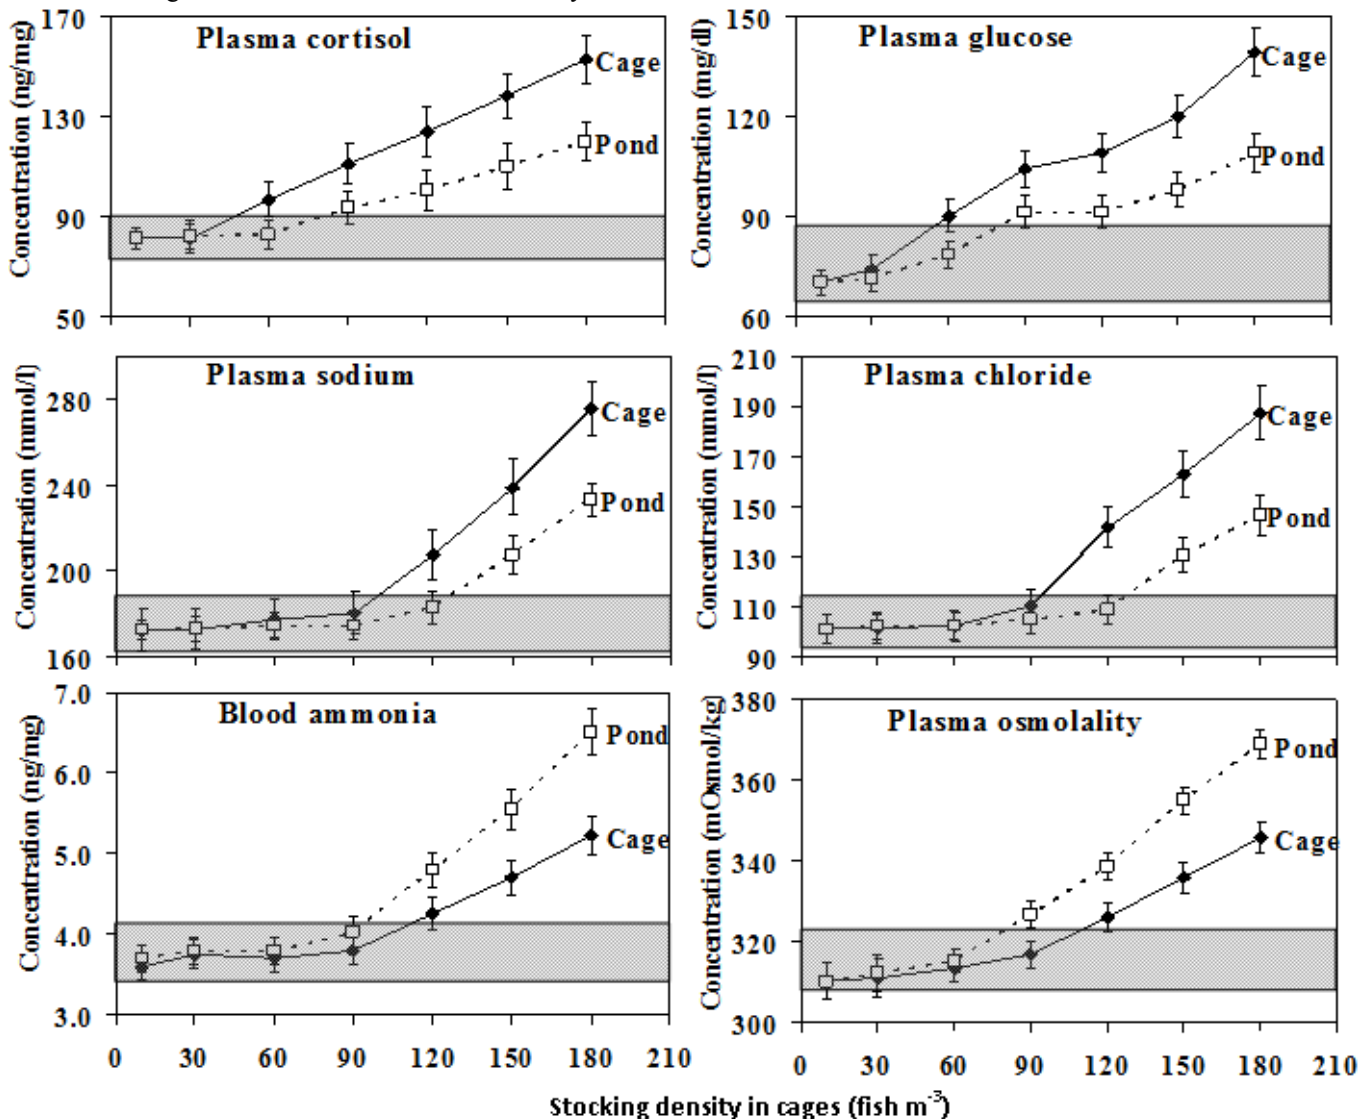 Plasma cortisol
Concentration (ng/mg)
170
130
90
50
Cage
Pond
Plasma glucose
Concentration (mg/dl)
150
120
90
60
Cage
Pond
Plasma sodium
Concentration (mmol/l)
280
240
200
160
Cage
Pond
Plasma chloride
Concentration (mmol/l)
210
190
170
150
130
110
90
Cage
Pond
Blood ammonia
Concentration (ng/mg)
7.0
6.0
5.0
4.0
3.0
Pond
Cage
0 30 60 90 120 150 180 210
Plasma osmolality
Concentration (mOsmol/kg)
380
360
340
320
300
Pond
Cage
0 30 60 90 120 150 180 210
Stocking density in cages (fish m⁻³)